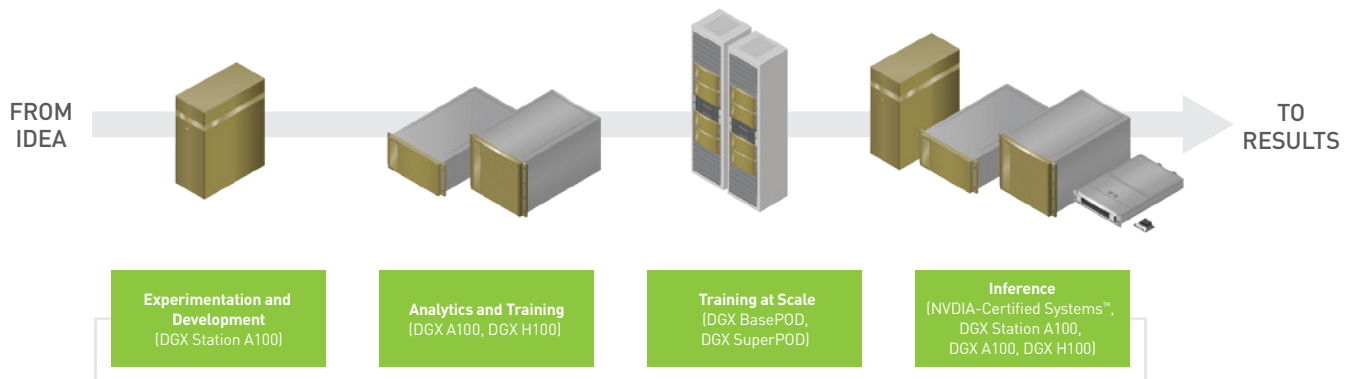 FROM
IDEA
TO
RESULTS
Experimentation and
Development
(DGX Station A100)
Analytics and Training
(DGX A100, DGX H100)
Training at Scale
(DGX BasePOD,
DGX SuperPOD)
Inference
(NVIDIA-Certified Systems™,
DGX Station A100,
DGX A100, DGX H100)